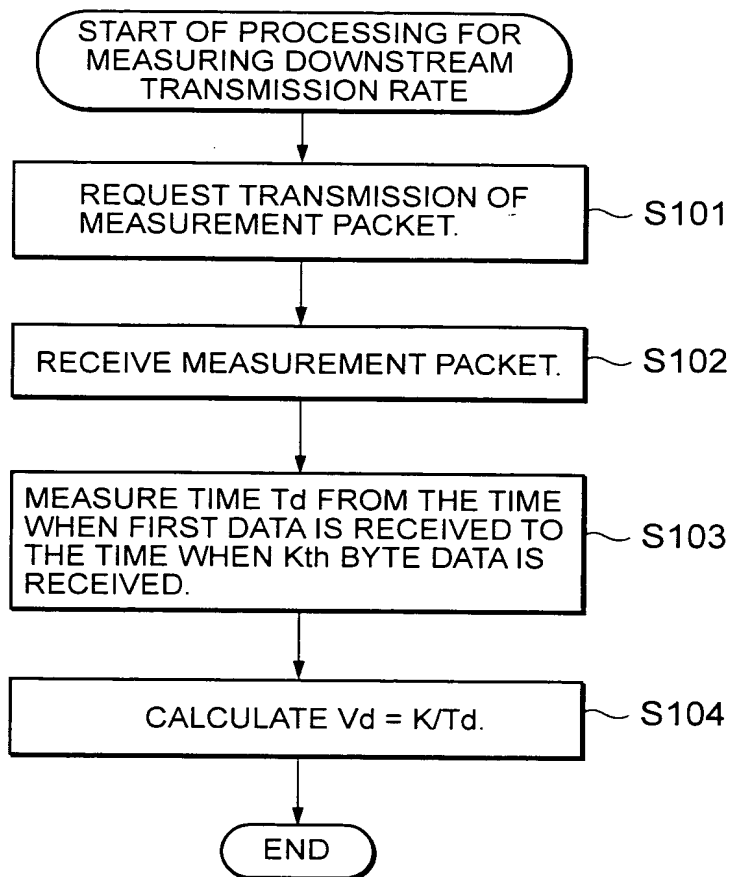 START OF PROCESSING FOR
MEASURING DOWNSTREAM
TRANSMISSION RATE
REQUEST TRANSMISSION OF
MEASUREMENT PACKET.
S101
RECEIVE MEASUREMENT PACKET.
S102
MEASURE TIME Td FROM THE TIME
WHEN FIRST DATA IS RECEIVED TO
THE TIME WHEN Kth BYTE DATA IS
RECEIVED.
S103
CALCULATE Vd = K/Td.
S104
END